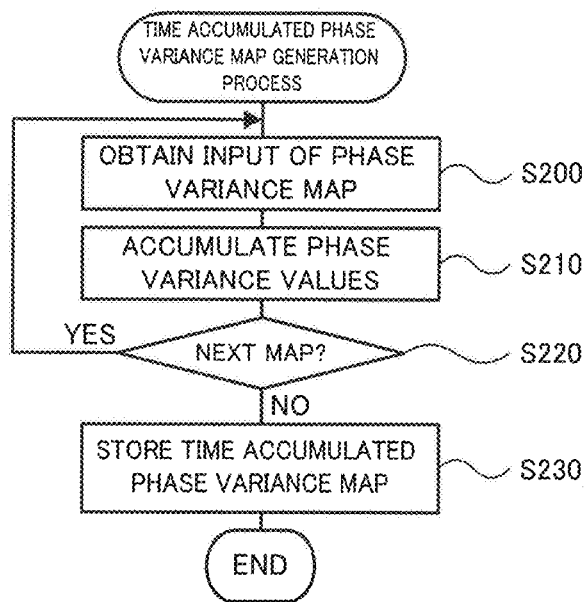 TIME ACCUMULATED PHASE
VARIANCE MAP GENERATION
PROCESS
OBTAIN INPUT OF PHASE
VARIANCE MAP
S200
ACCUMULATE PHASE
VARIANCE VALUES
S210
YES
NEXT MAP?
S220
NO
STORE TIME ACCUMULATED
PHASE VARIANCE MAP
S230
END